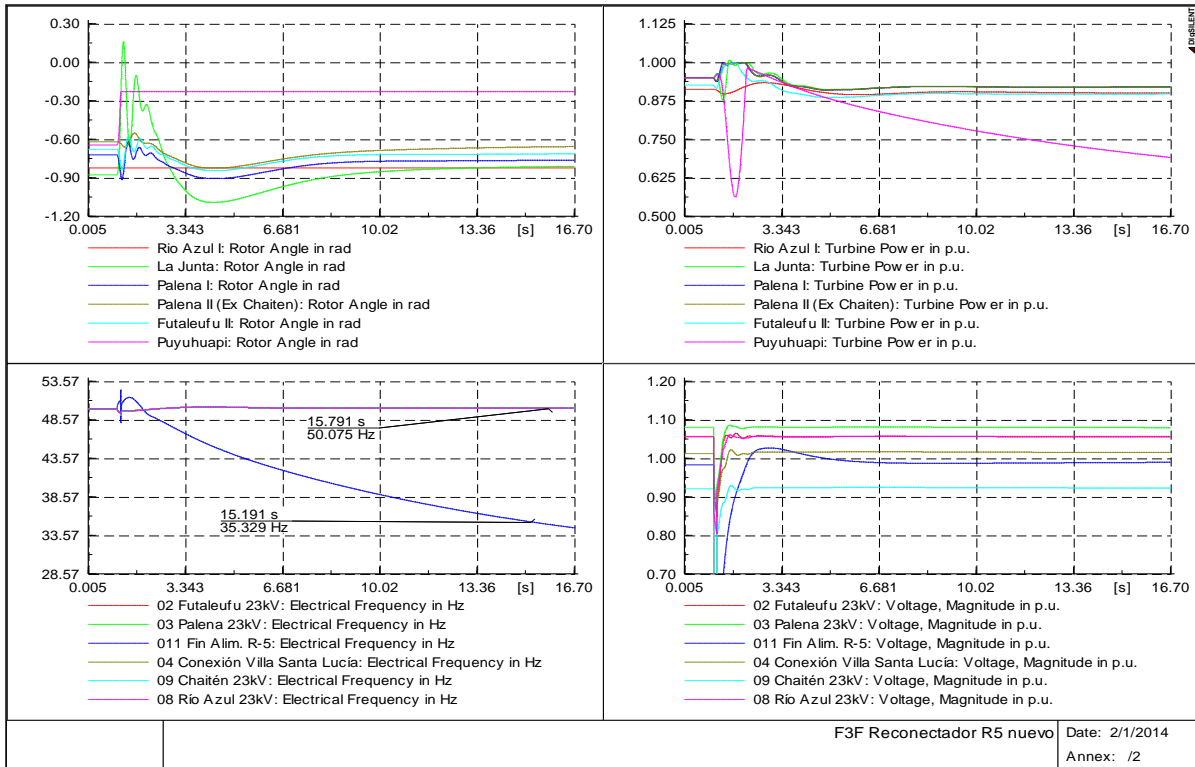 DIgSILENT
0.30
0.00
-0.30
-0.60
-0.90
-1.20
0.005 3.343 6.681 10.02 13.36 [s] 16.70
Rio Azul I: Rotor Angle in rad
La Junta: Rotor Angle in rad
Palena I: Rotor Angle in rad
Palena II (Ex Chaiten): Rotor Angle in rad
Futaleufu II: Rotor Angle in rad
Puyuhuapi: Rotor Angle in rad
1.125
1.000
0.875
0.750
0.625
0.500
0.005 3.343 6.681 10.02 13.36 [s] 16.70
Rio Azul I: Turbine Power in p.u.
La Junta: Turbine Power in p.u.
Palena I: Turbine Power in p.u.
Palena II (Ex Chaiten): Turbine Power in p.u.
Futaleufu II: Turbine Power in p.u.
Puyuhuapi: Turbine Power in p.u.
53.57
48.57
43.57
38.57
33.57
28.57
15.791 s
50.075 Hz
15.191 s
35.329 Hz
0.005 3.343 6.681 10.02 13.36 [s] 16.70
02 Futaleufu 23kV: Electrical Frequency in Hz
03 Palena 23kV: Electrical Frequency in Hz
011 Fin Alim. R-5: Electrical Frequency in Hz
04 Conexión Villa Santa Lucía: Electrical Frequency in Hz
09 Chaitén 23kV: Electrical Frequency in Hz
08 Río Azul 23kV: Electrical Frequency in Hz
1.20
1.10
1.00
0.90
0.80
0.70
0.005 3.343 6.681 10.02 13.36 [s] 16.70
02 Futaleufu 23kV: Voltage, Magnitude in p.u.
03 Palena 23kV: Voltage, Magnitude in p.u.
011 Fin Alim. R-5: Voltage, Magnitude in p.u.
04 Conexión Villa Santa Lucía: Voltage, Magnitude in p.u.
09 Chaitén 23kV: Voltage, Magnitude in p.u.
08 Río Azul 23kV: Voltage, Magnitude in p.u.
F3F Reconectador R5 nuevo
Date: 2/1/2014
Annex: /2